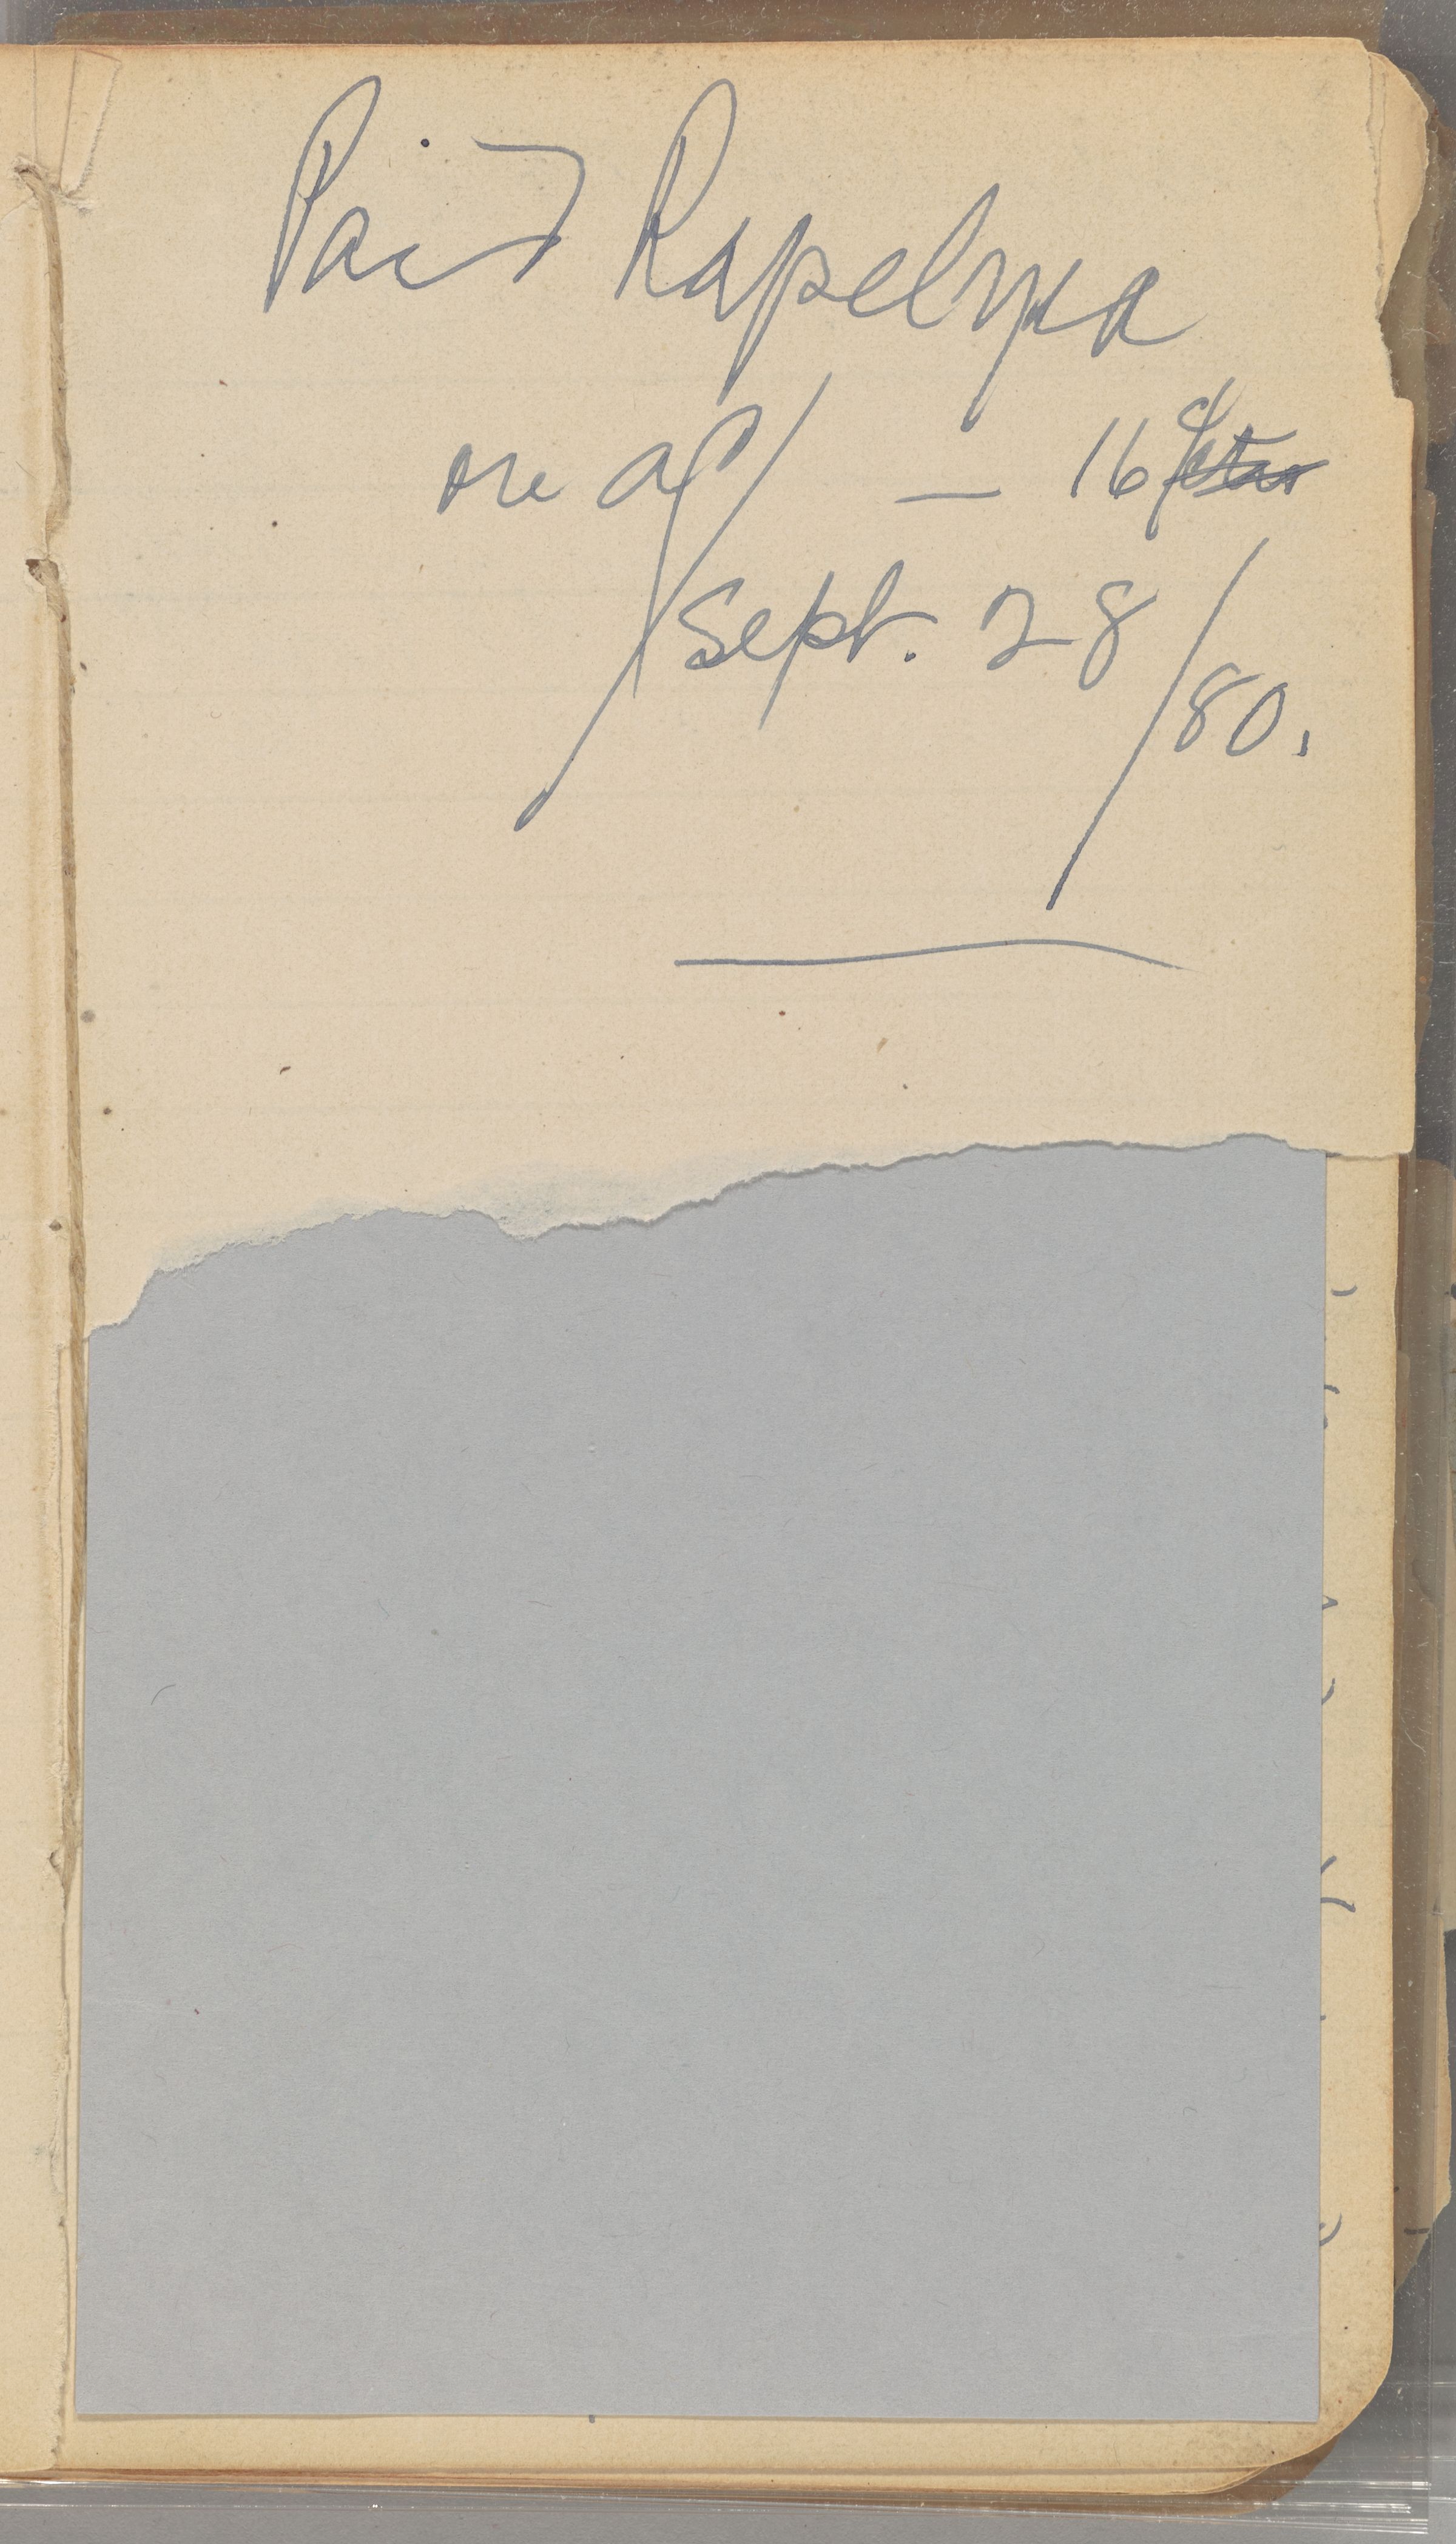 Paid Rapelyea
on a/c — 16
Sept. 28/80.